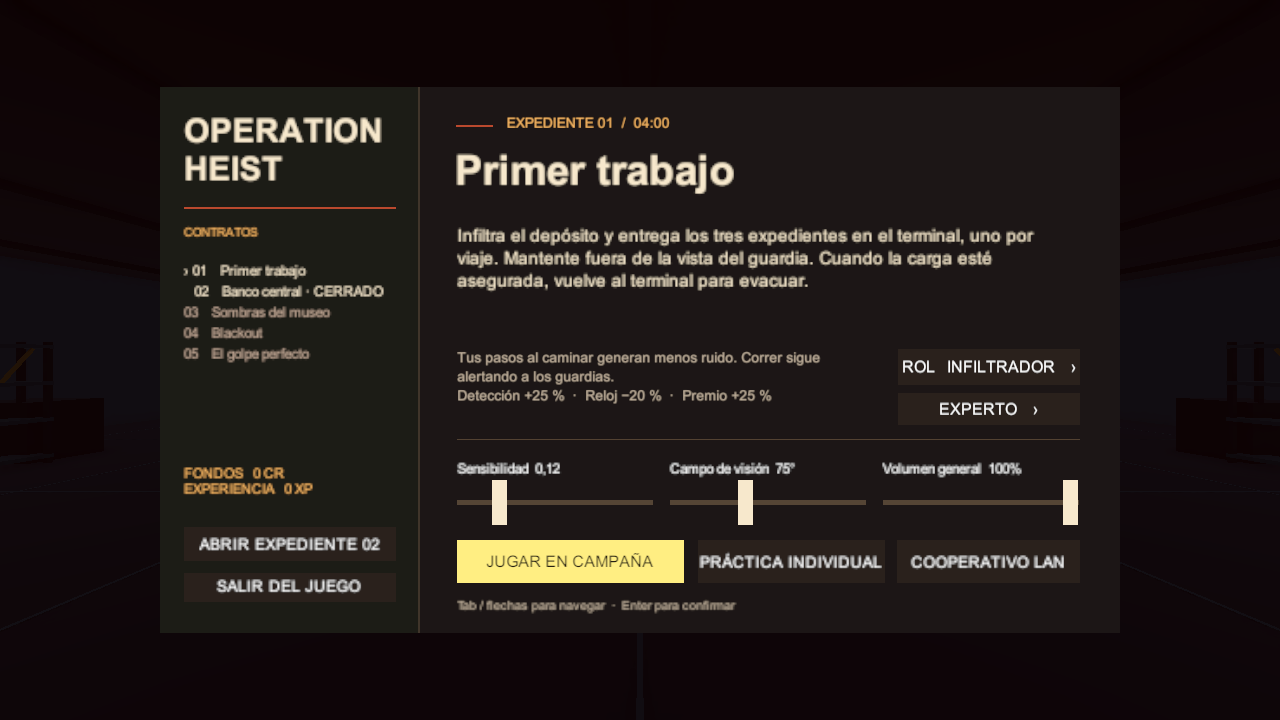 OPERATION
HEIST
CONTRATOS
› 01 Primer trabajo
02 Banco central · CERRADO
03 Sombras del museo
04 Blackout
05 El golpe perfecto
FONDOS 0 CR
EXPERIENCIA 0 XP
ABRIR EXPEDIENTE 02
SALIR DEL JUEGO
EXPEDIENTE 01 / 04:00
Primer trabajo
Infiltra el depósito y entrega los tres expedientes en el terminal, uno por
viaje. Mantente fuera de la vista del guardia. Cuando la carga esté
asegurada, vuelve al terminal para evacuar.
Tus pasos al caminar generan menos ruido. Correr sigue
alertando a los guardias.
Detección +25 % · Reloj −20 % · Premio +25 %
ROL INFILTRADOR ›
EXPERTO ›
Sensibilidad 0,12
Campo de visión 75°
Volumen general 100%
JUGAR EN CAMPAÑA
PRÁCTICA INDIVIDUAL
COOPERATIVO LAN
Tab / flechas para navegar · Enter para confirmar